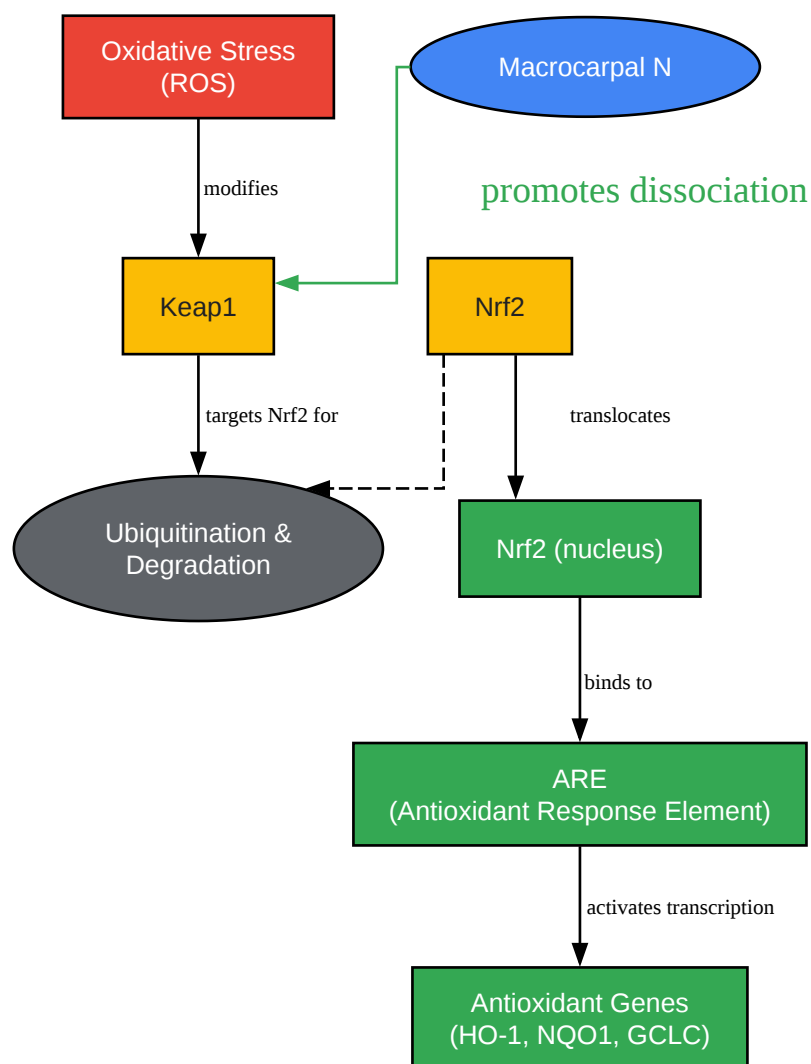 Oxidative Stress
(ROS)
Macrocarpal N
modifies
promotes dissociation
Keap1
Nrf2
targets Nrf2 for
translocates
Ubiquitination &
Degradation
Nrf2 (nucleus)
binds to
ARE
(Antioxidant Response Element)
activates transcription
Antioxidant Genes
(HO-1, NQO1, GCLC)